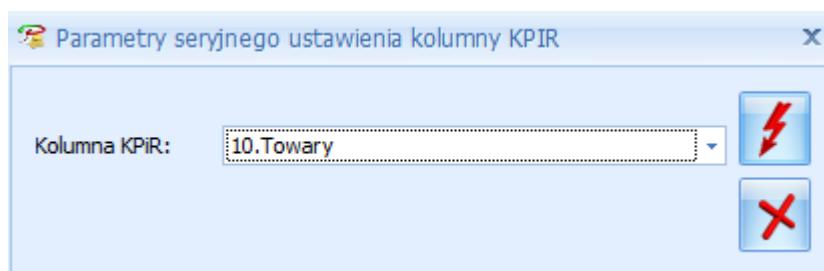 Parametry seryjnego ustawienia kolumny KPIR
Kolumna KPiR: 10.Towary